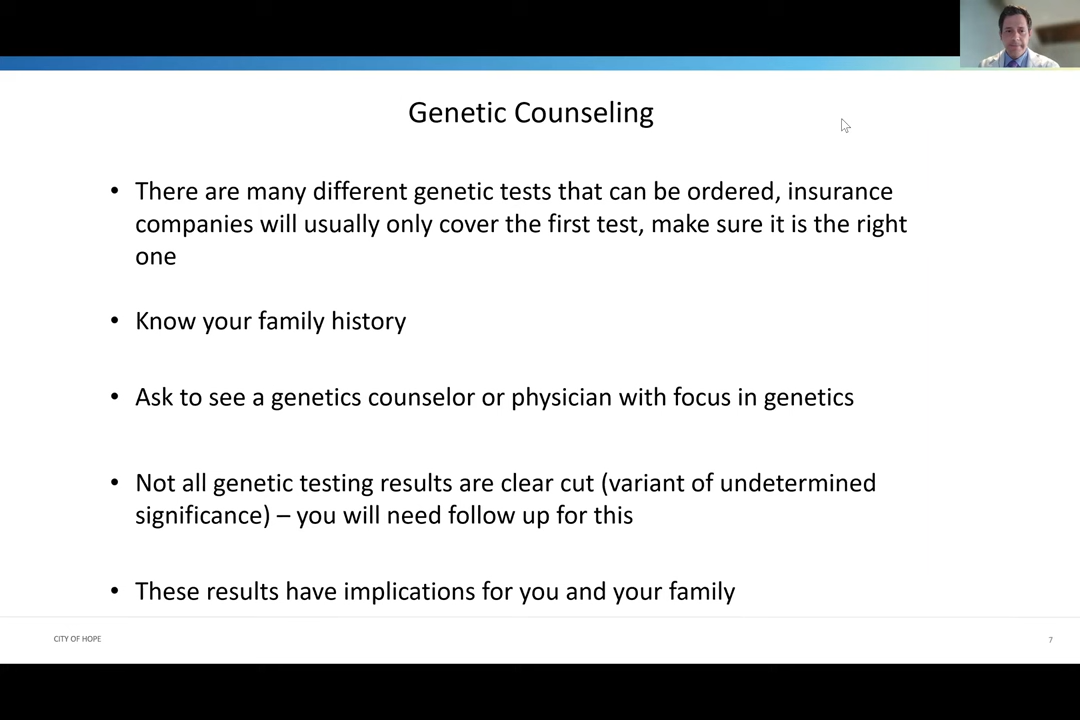 Genetic Counseling
• There are many different genetic tests that can be ordered, insurance
companies will usually only cover the first test, make sure it is the right
one
• Know your family history
• Ask to see a genetics counselor or physician with focus in genetics
• Not all genetic testing results are clear cut (variant of undetermined
significance) – you will need follow up for this
• These results have implications for you and your family
CITY OF HOPE
7